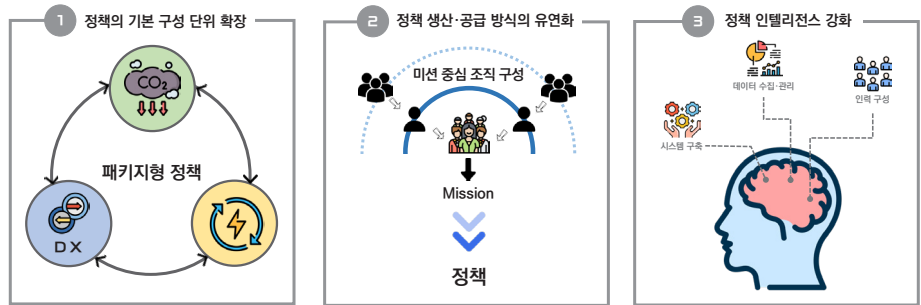 1 정책의 기본 구성 단위 확장
CO₂
패키지형 정책
DX
2 정책 생산·공급 방식의 유연화
미션 중심 조직 구성
Mission
정책
3 정책 인텔리전스 강화
데이터 수집·관리
인력 구성
시스템 구축